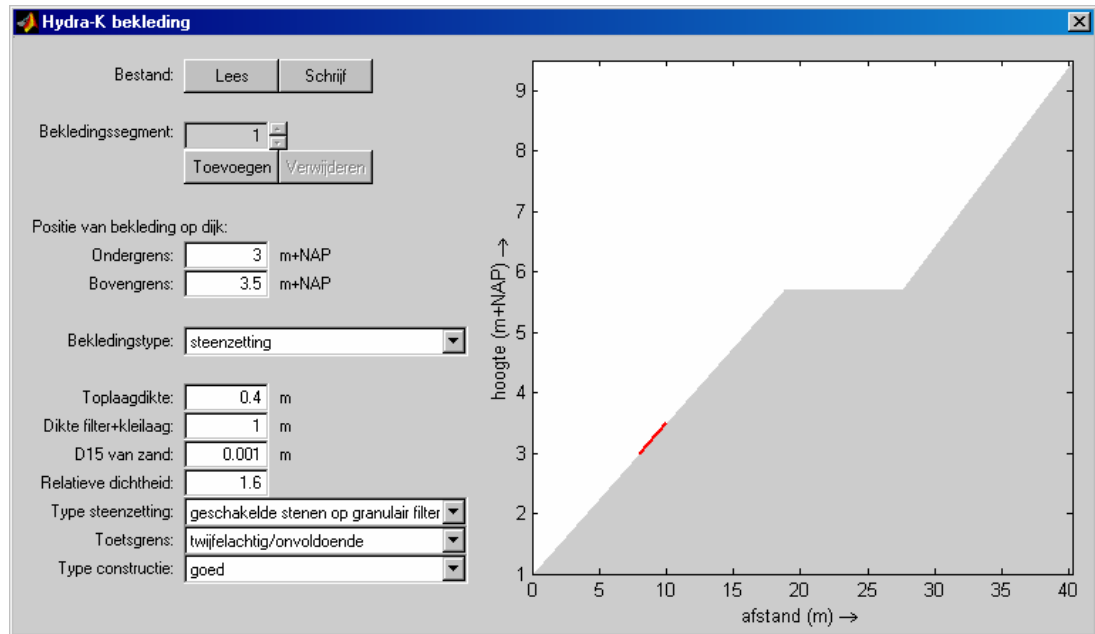 Hydra-K bekleding
Bestand: Lees Schrijf
Bekledingssegment: 1
Toevoegen Verwijderen
Positie van bekleding op dijk:
Ondergrens: 3 m+NAP
Bovengrens: 3.5 m+NAP
Bekledingstype: steenzetting
Toplaagdikte: 0.4 m
Dikte filter+kleilaag: 1 m
D15 van zand: 0.001 m
Relatieve dichtheid: 1.6
Type steenzetting: geschakelde stenen op granulair filter
Toetsgrens: twijfelachtig/onvoldoende
Type constructie: goed
9
8
7
6
5
4
3
2
1
hoogte (m+NAP) →
0 5 10 15 20 25 30 35 40
afstand (m) →